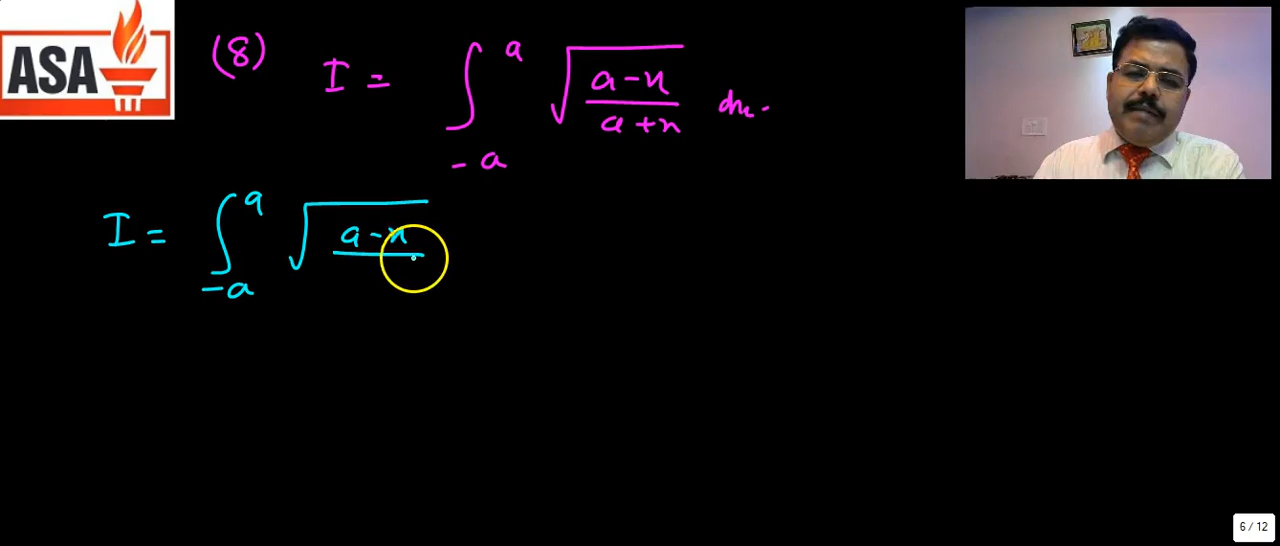 ASA
(8) I = ∫_{-a}^{a} √((a-x)/(a+x)) dx.
I = ∫_{-a}^{a} √(a-x
6 / 12